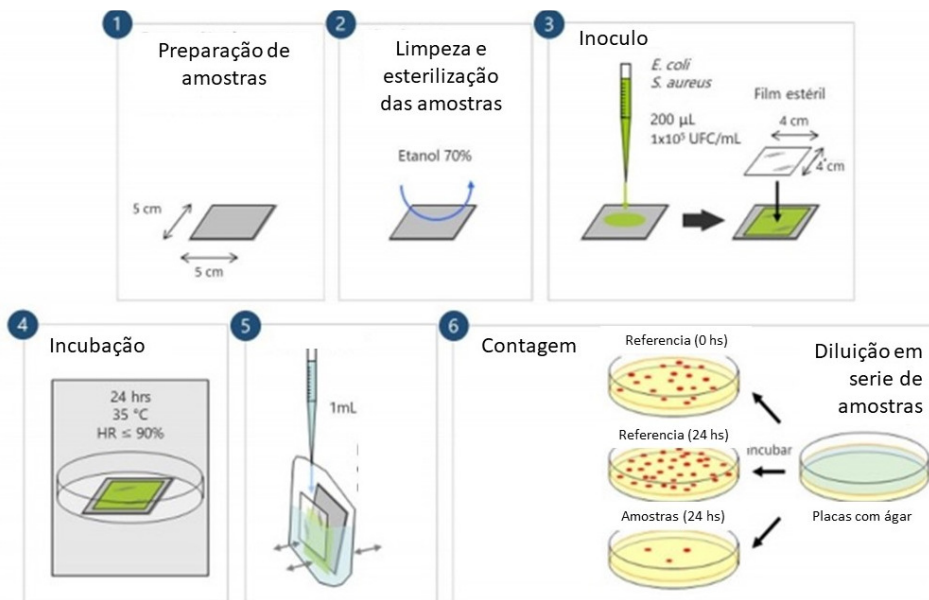 1
Preparação de
amostras
5 cm
5 cm
2
Limpeza e
esterilização
das amostras
Etanol 70%
3
Inoculo
E. coli
S. aureus
200 µL
1x10⁵ UFC/mL
Film estéril
4 cm
4 cm
4
Incubação
24 hrs
35 °C
HR ≤ 90%
5
1mL
6
Contagem
Referencia (0 hs)
Referencia (24 hs)
Amostras (24 hs)
Diluição em
serie de
amostras
incubar
Placas com ágar